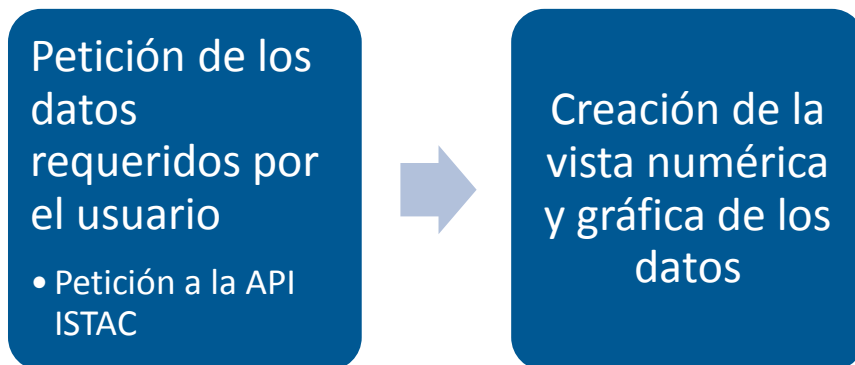 Petición de los
datos
requeridos por
el usuario
• Petición a la API
ISTAC
Creación de la
vista numérica
y gráfica de los
datos